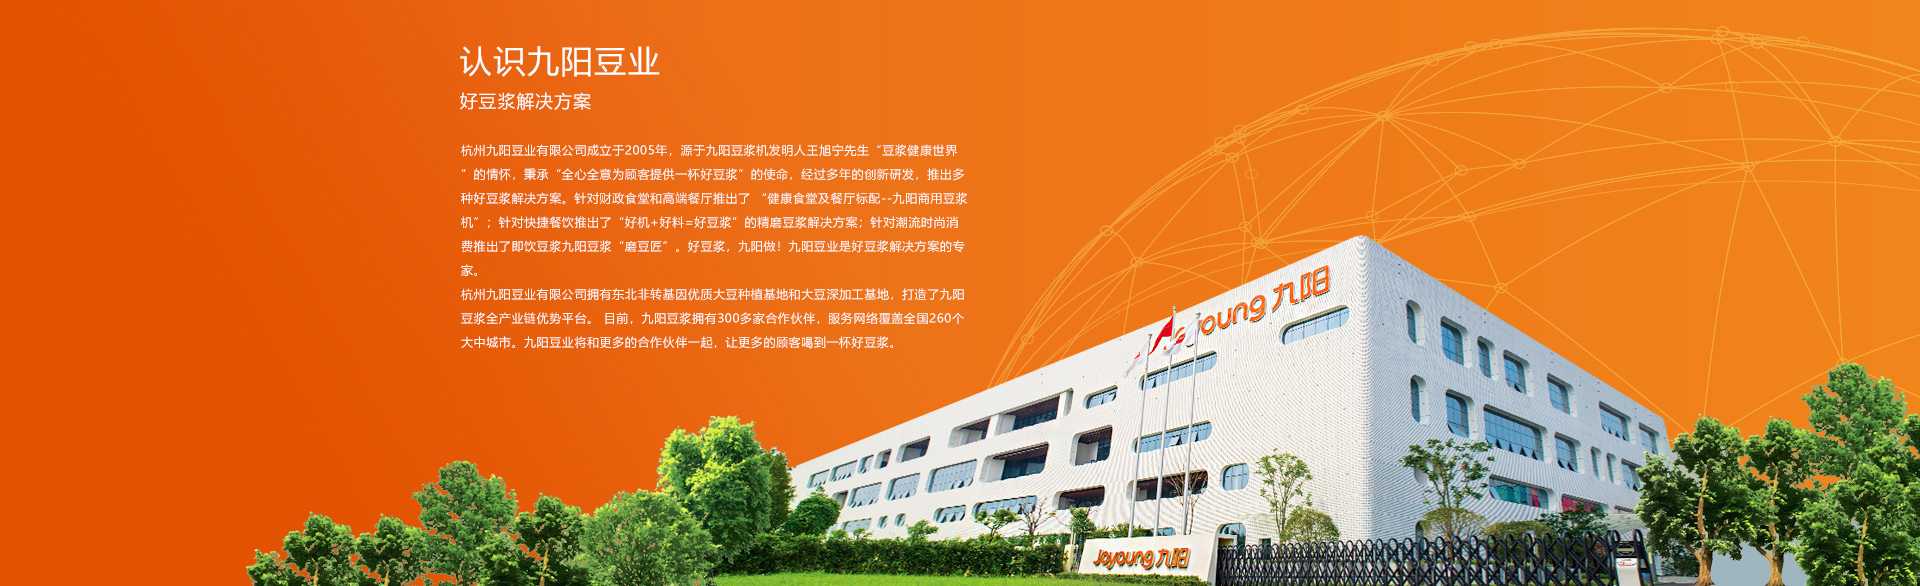 认识九阳豆业
好豆浆解决方案
杭州九阳豆业有限公司成立于2005年，源于九阳豆浆机发明人王旭宁先生“豆浆健康世界
”的情怀，秉承“全心全意为顾客提供一杯好豆浆”的使命，经过多年的创新研发，推出多
种好豆浆解决方案。针对财政食堂和高端餐厅推出了 “健康食堂及餐厅标配--九阳商用豆浆
机”；针对快捷餐饮推出了“好机+好料=好豆浆”的精磨豆浆解决方案；针对潮流时尚消
费推出了即饮豆浆九阳豆浆“磨豆匠”。好豆浆，九阳做！九阳豆业是好豆浆解决方案的专
家。
杭州九阳豆业有限公司拥有东北非转基因优质大豆种植基地和大豆深加工基地，打造了九阳
豆浆全产业链优势平台。 目前，九阳豆浆拥有300多家合作伙伴，服务网络覆盖全国260个
大中城市。九阳豆业将和更多的合作伙伴一起，让更多的顾客喝到一杯好豆浆。
Joyoung九阳
Joyoung九阳